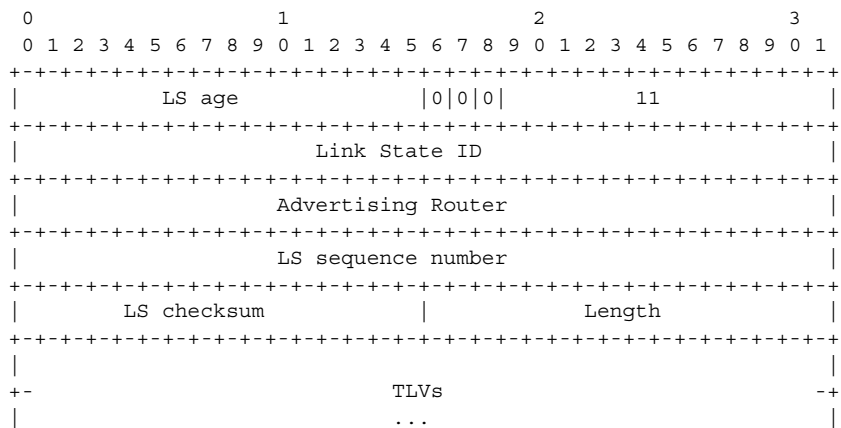 0                   1                   2                   3
 0 1 2 3 4 5 6 7 8 9 0 1 2 3 4 5 6 7 8 9 0 1 2 3 4 5 6 7 8 9 0 1
+-+-+-+-+-+-+-+-+-+-+-+-+-+-+-+-+-+-+-+-+-+-+-+-+-+-+-+-+-+-+-+-+
|           LS age              |0|0|0|          11             |
+-+-+-+-+-+-+-+-+-+-+-+-+-+-+-+-+-+-+-+-+-+-+-+-+-+-+-+-+-+-+-+-+
|                       Link State ID                           |
+-+-+-+-+-+-+-+-+-+-+-+-+-+-+-+-+-+-+-+-+-+-+-+-+-+-+-+-+-+-+-+-+
|                    Advertising Router                         |
+-+-+-+-+-+-+-+-+-+-+-+-+-+-+-+-+-+-+-+-+-+-+-+-+-+-+-+-+-+-+-+-+
|                    LS sequence number                         |
+-+-+-+-+-+-+-+-+-+-+-+-+-+-+-+-+-+-+-+-+-+-+-+-+-+-+-+-+-+-+-+-+
|        LS checksum            |            Length             |
+-+-+-+-+-+-+-+-+-+-+-+-+-+-+-+-+-+-+-+-+-+-+-+-+-+-+-+-+-+-+-+-+
|                                                               |
+-                            TLVs                             -+
|                             ...                               |